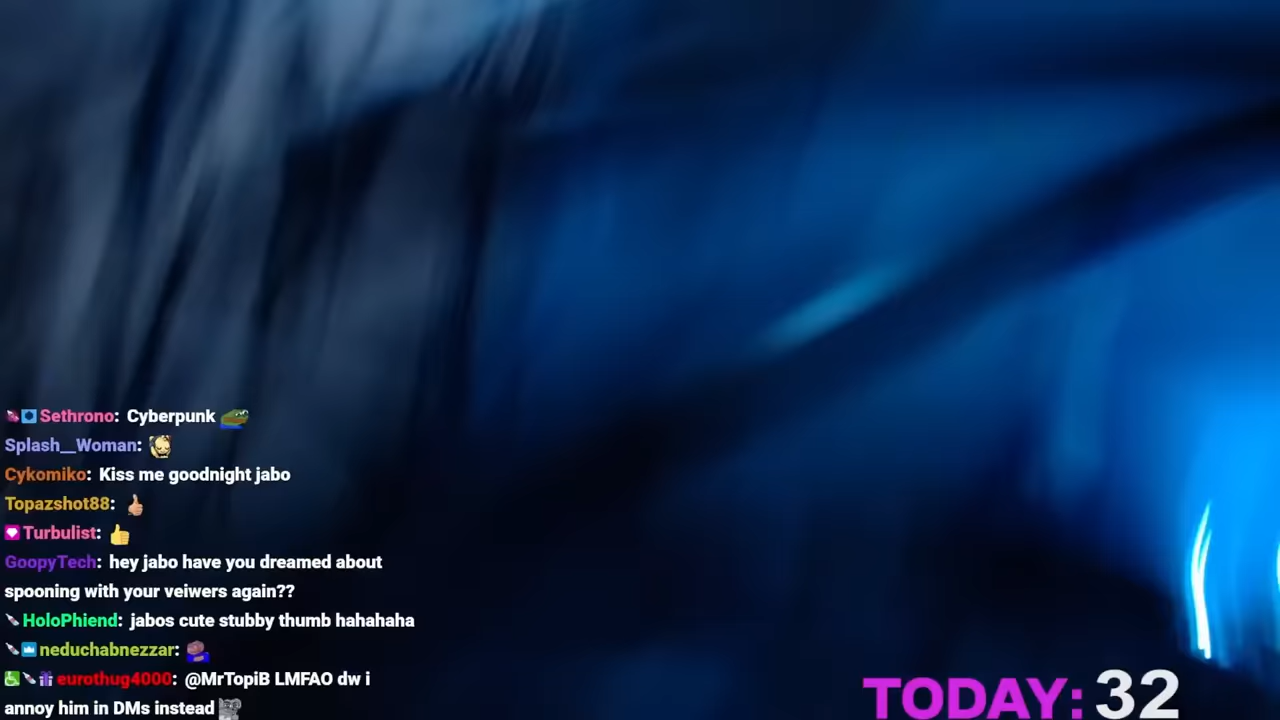 Sethrono: Cyberpunk
Splash__Woman:
Cykomiko: Kiss me goodnight jabo
Topazshot88:
Turbulist:
GoopyTech: hey jabo have you dreamed about
spooning with your veiwers again??
HoloPhiend: jabos cute stubby thumb hahahaha
neduchabnezzar:
eurothug4000: @MrTopiB LMFAO dw i
annoy him in DMs instead
TODAY: 32